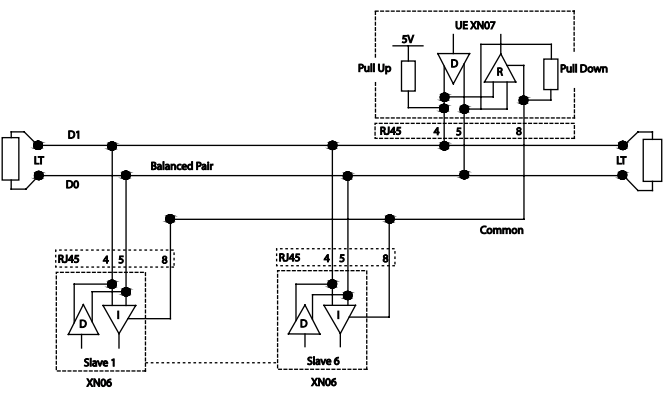 UE XN07
5V
D
R
Pull Up
Pull Down
RJ45 4 5 8
D1
LT
LT
Balanced Pair
D0
Common
RJ45 4 5 8
RJ45 4 5 8
D I
D I
Slave 1
Slave 6
XN06
XN06